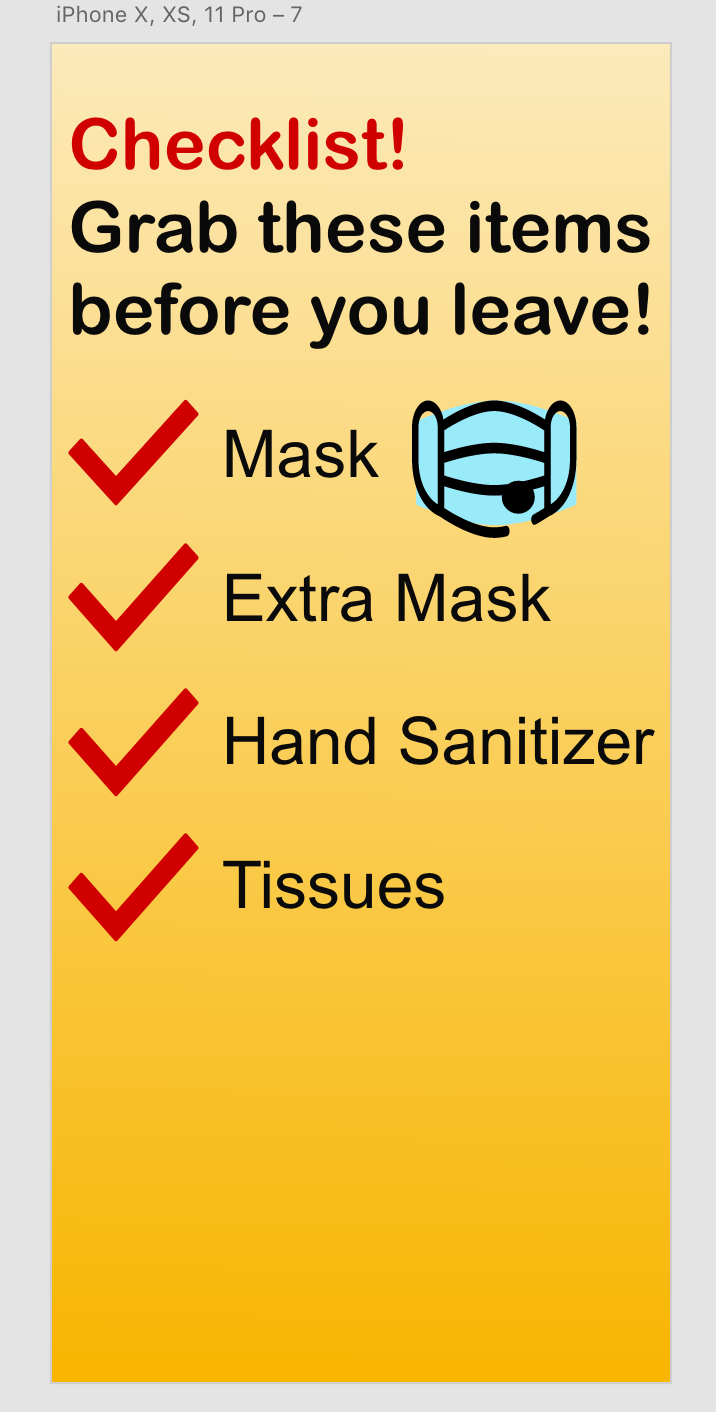 iPhone X, XS, 11 Pro – 7
Checklist!
Grab these items
before you leave!
Mask
Extra Mask
Hand Sanitizer
Tissues